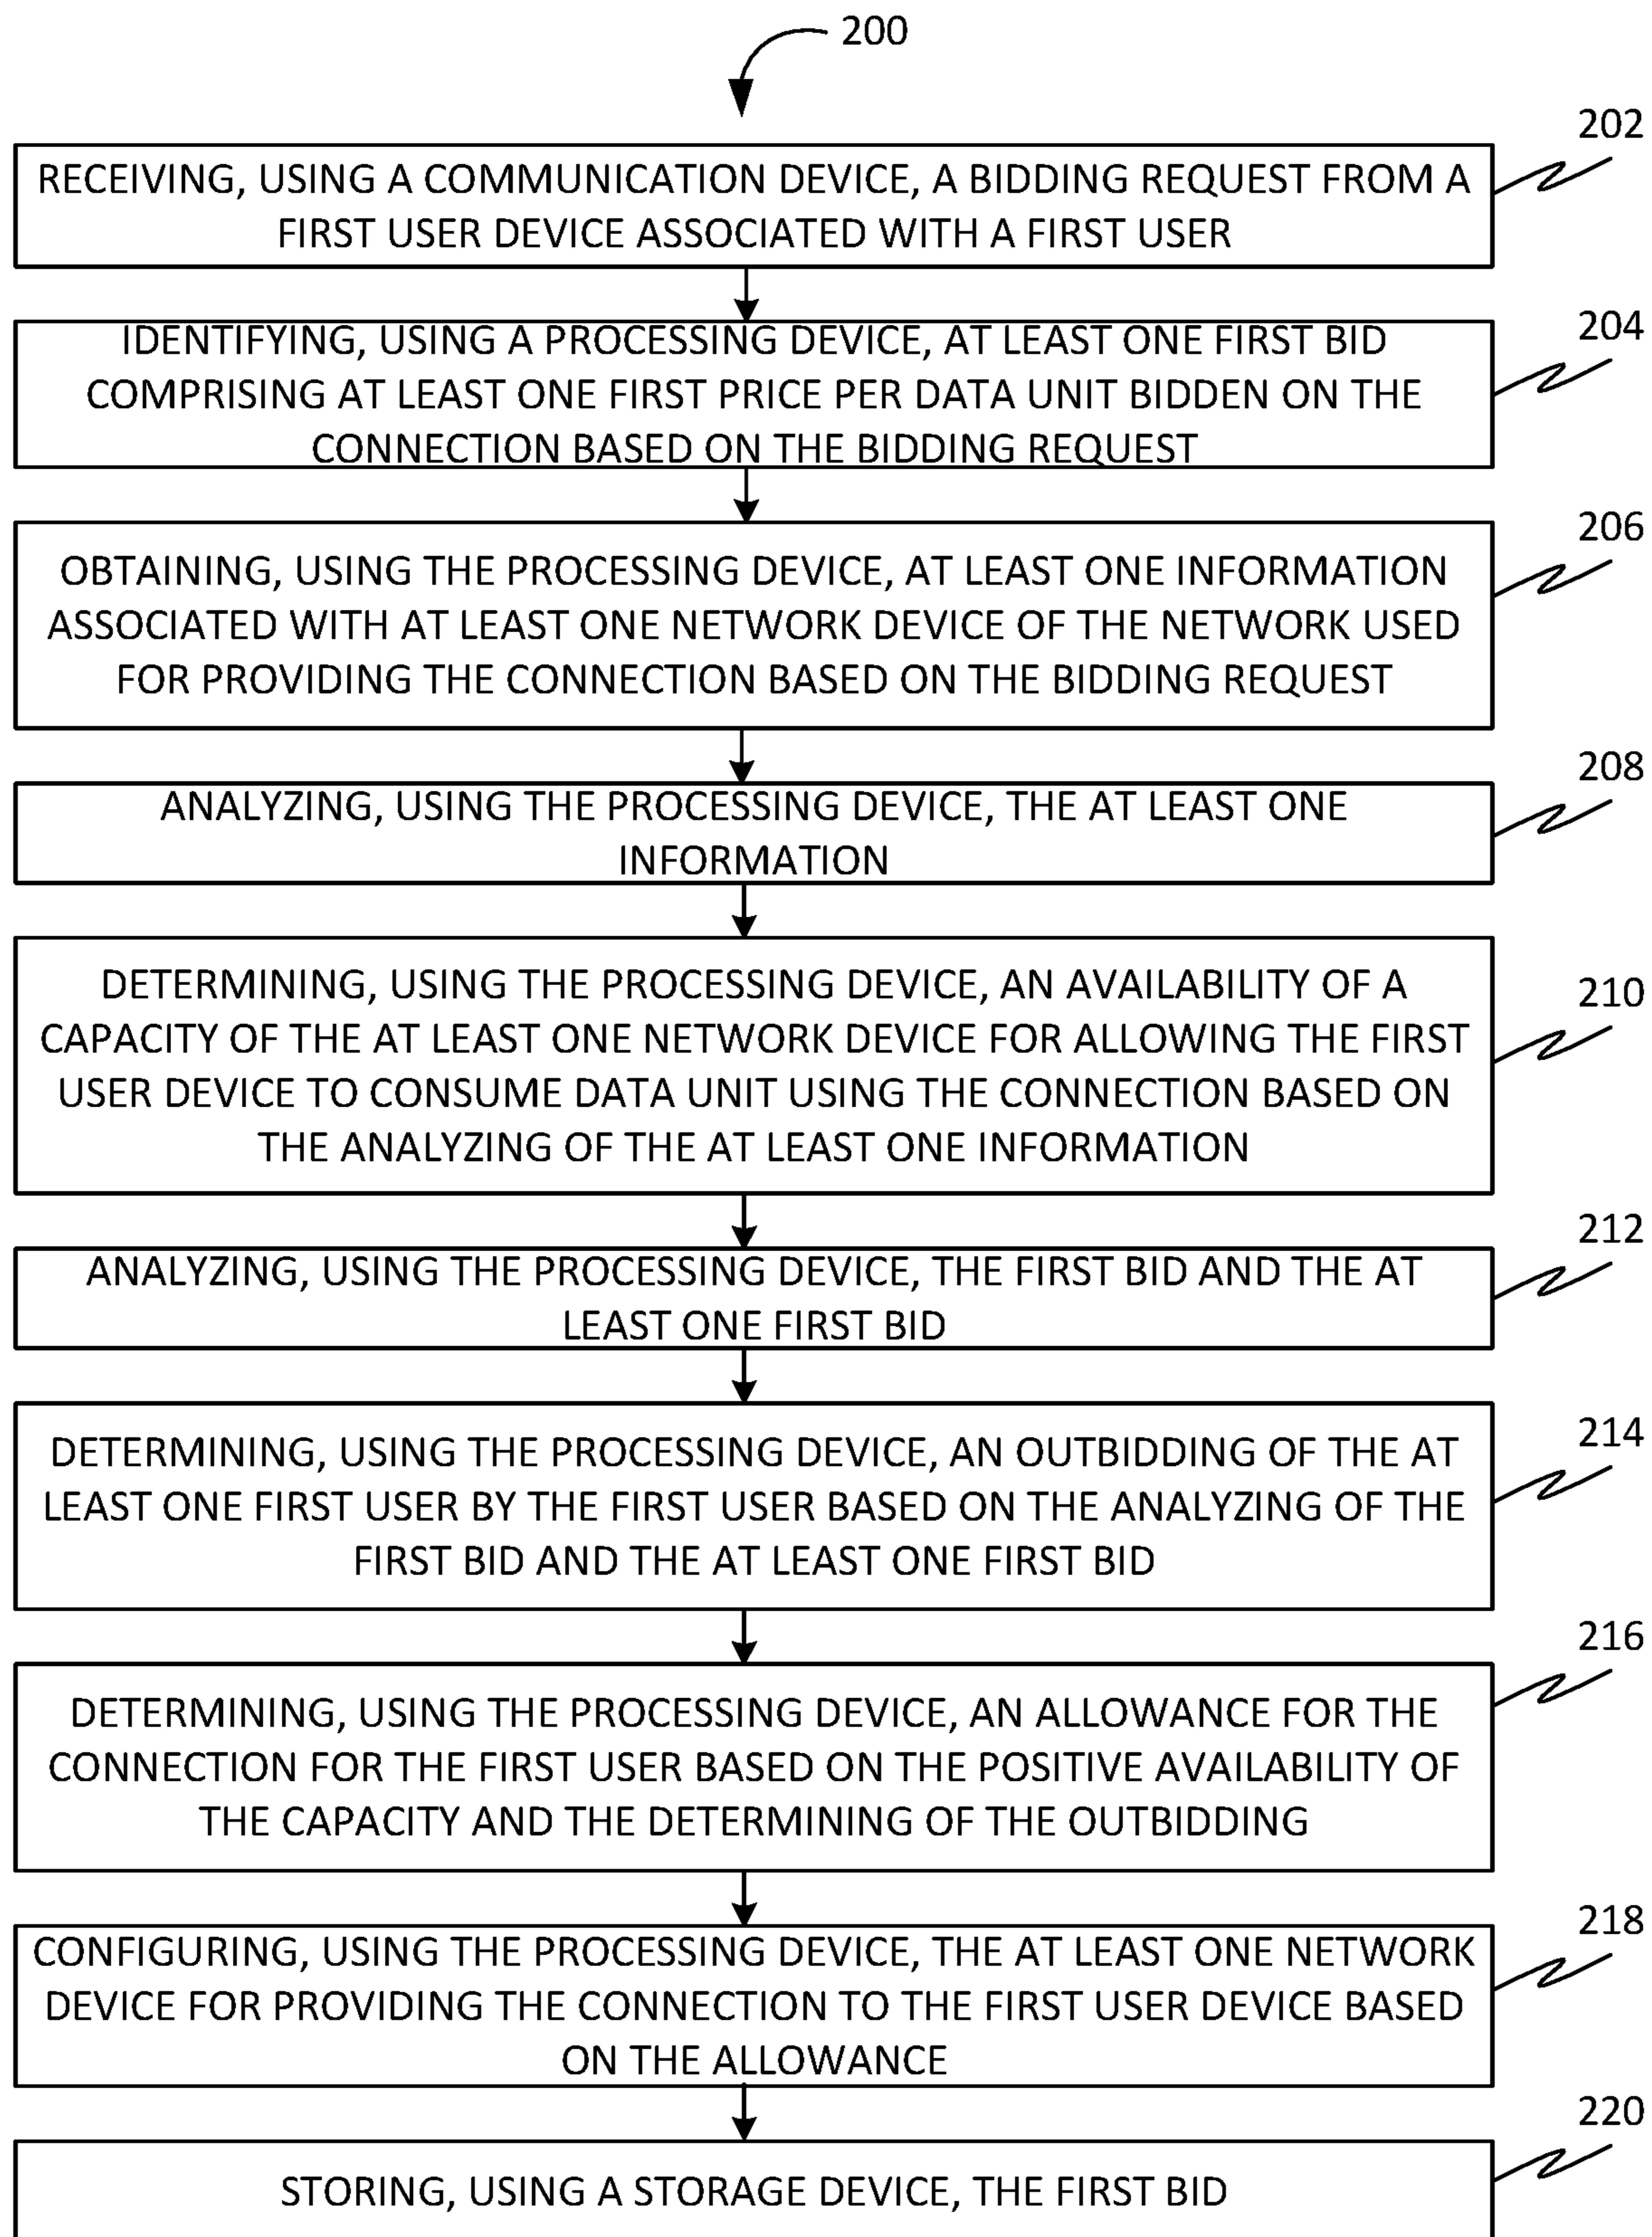 200
202
RECEIVING, USING A COMMUNICATION DEVICE, A BIDDING REQUEST FROM A
FIRST USER DEVICE ASSOCIATED WITH A FIRST USER
204
IDENTIFYING, USING A PROCESSING DEVICE, AT LEAST ONE FIRST BID
COMPRISING AT LEAST ONE FIRST PRICE PER DATA UNIT BIDDEN ON THE
CONNECTION BASED ON THE BIDDING REQUEST
206
OBTAINING, USING THE PROCESSING DEVICE, AT LEAST ONE INFORMATION
ASSOCIATED WITH AT LEAST ONE NETWORK DEVICE OF THE NETWORK USED
FOR PROVIDING THE CONNECTION BASED ON THE BIDDING REQUEST
208
ANALYZING, USING THE PROCESSING DEVICE, THE AT LEAST ONE
INFORMATION
210
DETERMINING, USING THE PROCESSING DEVICE, AN AVAILABILITY OF A
CAPACITY OF THE AT LEAST ONE NETWORK DEVICE FOR ALLOWING THE FIRST
USER DEVICE TO CONSUME DATA UNIT USING THE CONNECTION BASED ON
THE ANALYZING OF THE AT LEAST ONE INFORMATION
212
ANALYZING, USING THE PROCESSING DEVICE, THE FIRST BID AND THE AT
LEAST ONE FIRST BID
214
DETERMINING, USING THE PROCESSING DEVICE, AN OUTBIDDING OF THE AT
LEAST ONE FIRST USER BY THE FIRST USER BASED ON THE ANALYZING OF THE
FIRST BID AND THE AT LEAST ONE FIRST BID
216
DETERMINING, USING THE PROCESSING DEVICE, AN ALLOWANCE FOR THE
CONNECTION FOR THE FIRST USER BASED ON THE POSITIVE AVAILABILITY OF
THE CAPACITY AND THE DETERMINING OF THE OUTBIDDING
218
CONFIGURING, USING THE PROCESSING DEVICE, THE AT LEAST ONE NETWORK
DEVICE FOR PROVIDING THE CONNECTION TO THE FIRST USER DEVICE BASED
ON THE ALLOWANCE
220
STORING, USING A STORAGE DEVICE, THE FIRST BID